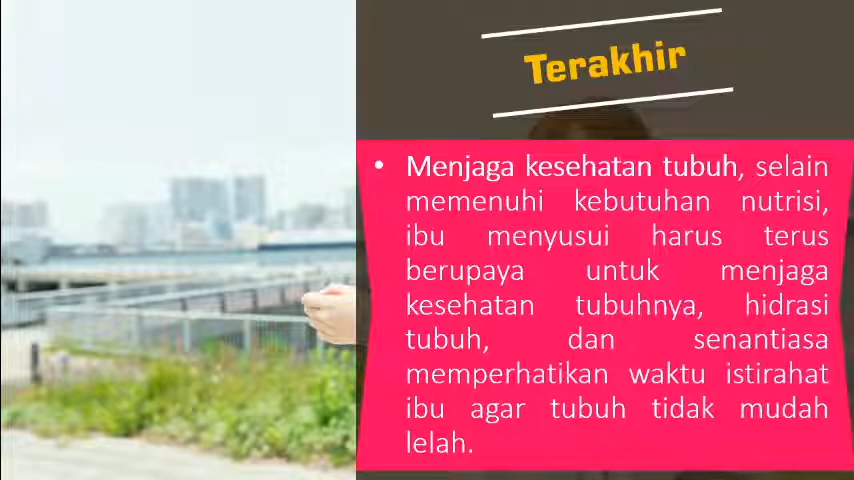 Terakhir
• Menjaga kesehatan tubuh, selain
memenuhi kebutuhan nutrisi,
ibu menyusui harus terus
berupaya untuk menjaga
kesehatan tubuhnya, hidrasi
tubuh, dan senantiasa
memperhatikan waktu istirahat
ibu agar tubuh tidak mudah
lelah.